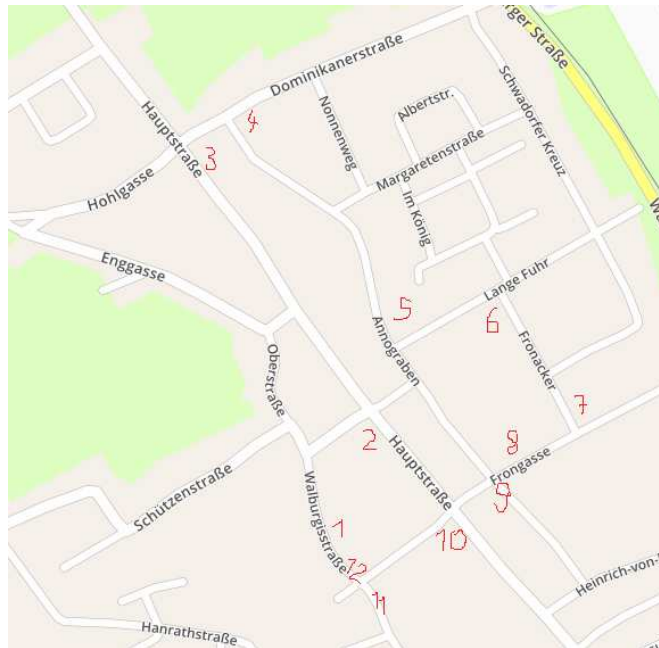 nger Straße
Dominikanerstraße
Hauptstraße
4
Nonnenweg
Albertstr.
Schwadorfer Kreuz
3
Margaretenstraße
Hohlgasse
Im König
Enggasse
5
Lange Fuhr
6
Annograben
Fronacker
Oberstraße
7
2
Hauptstraße
8
Frongasse
Schützenstraße
Walburgisstraße
9
1
10
12
Heinrich-von-
11
Hanrathstraße